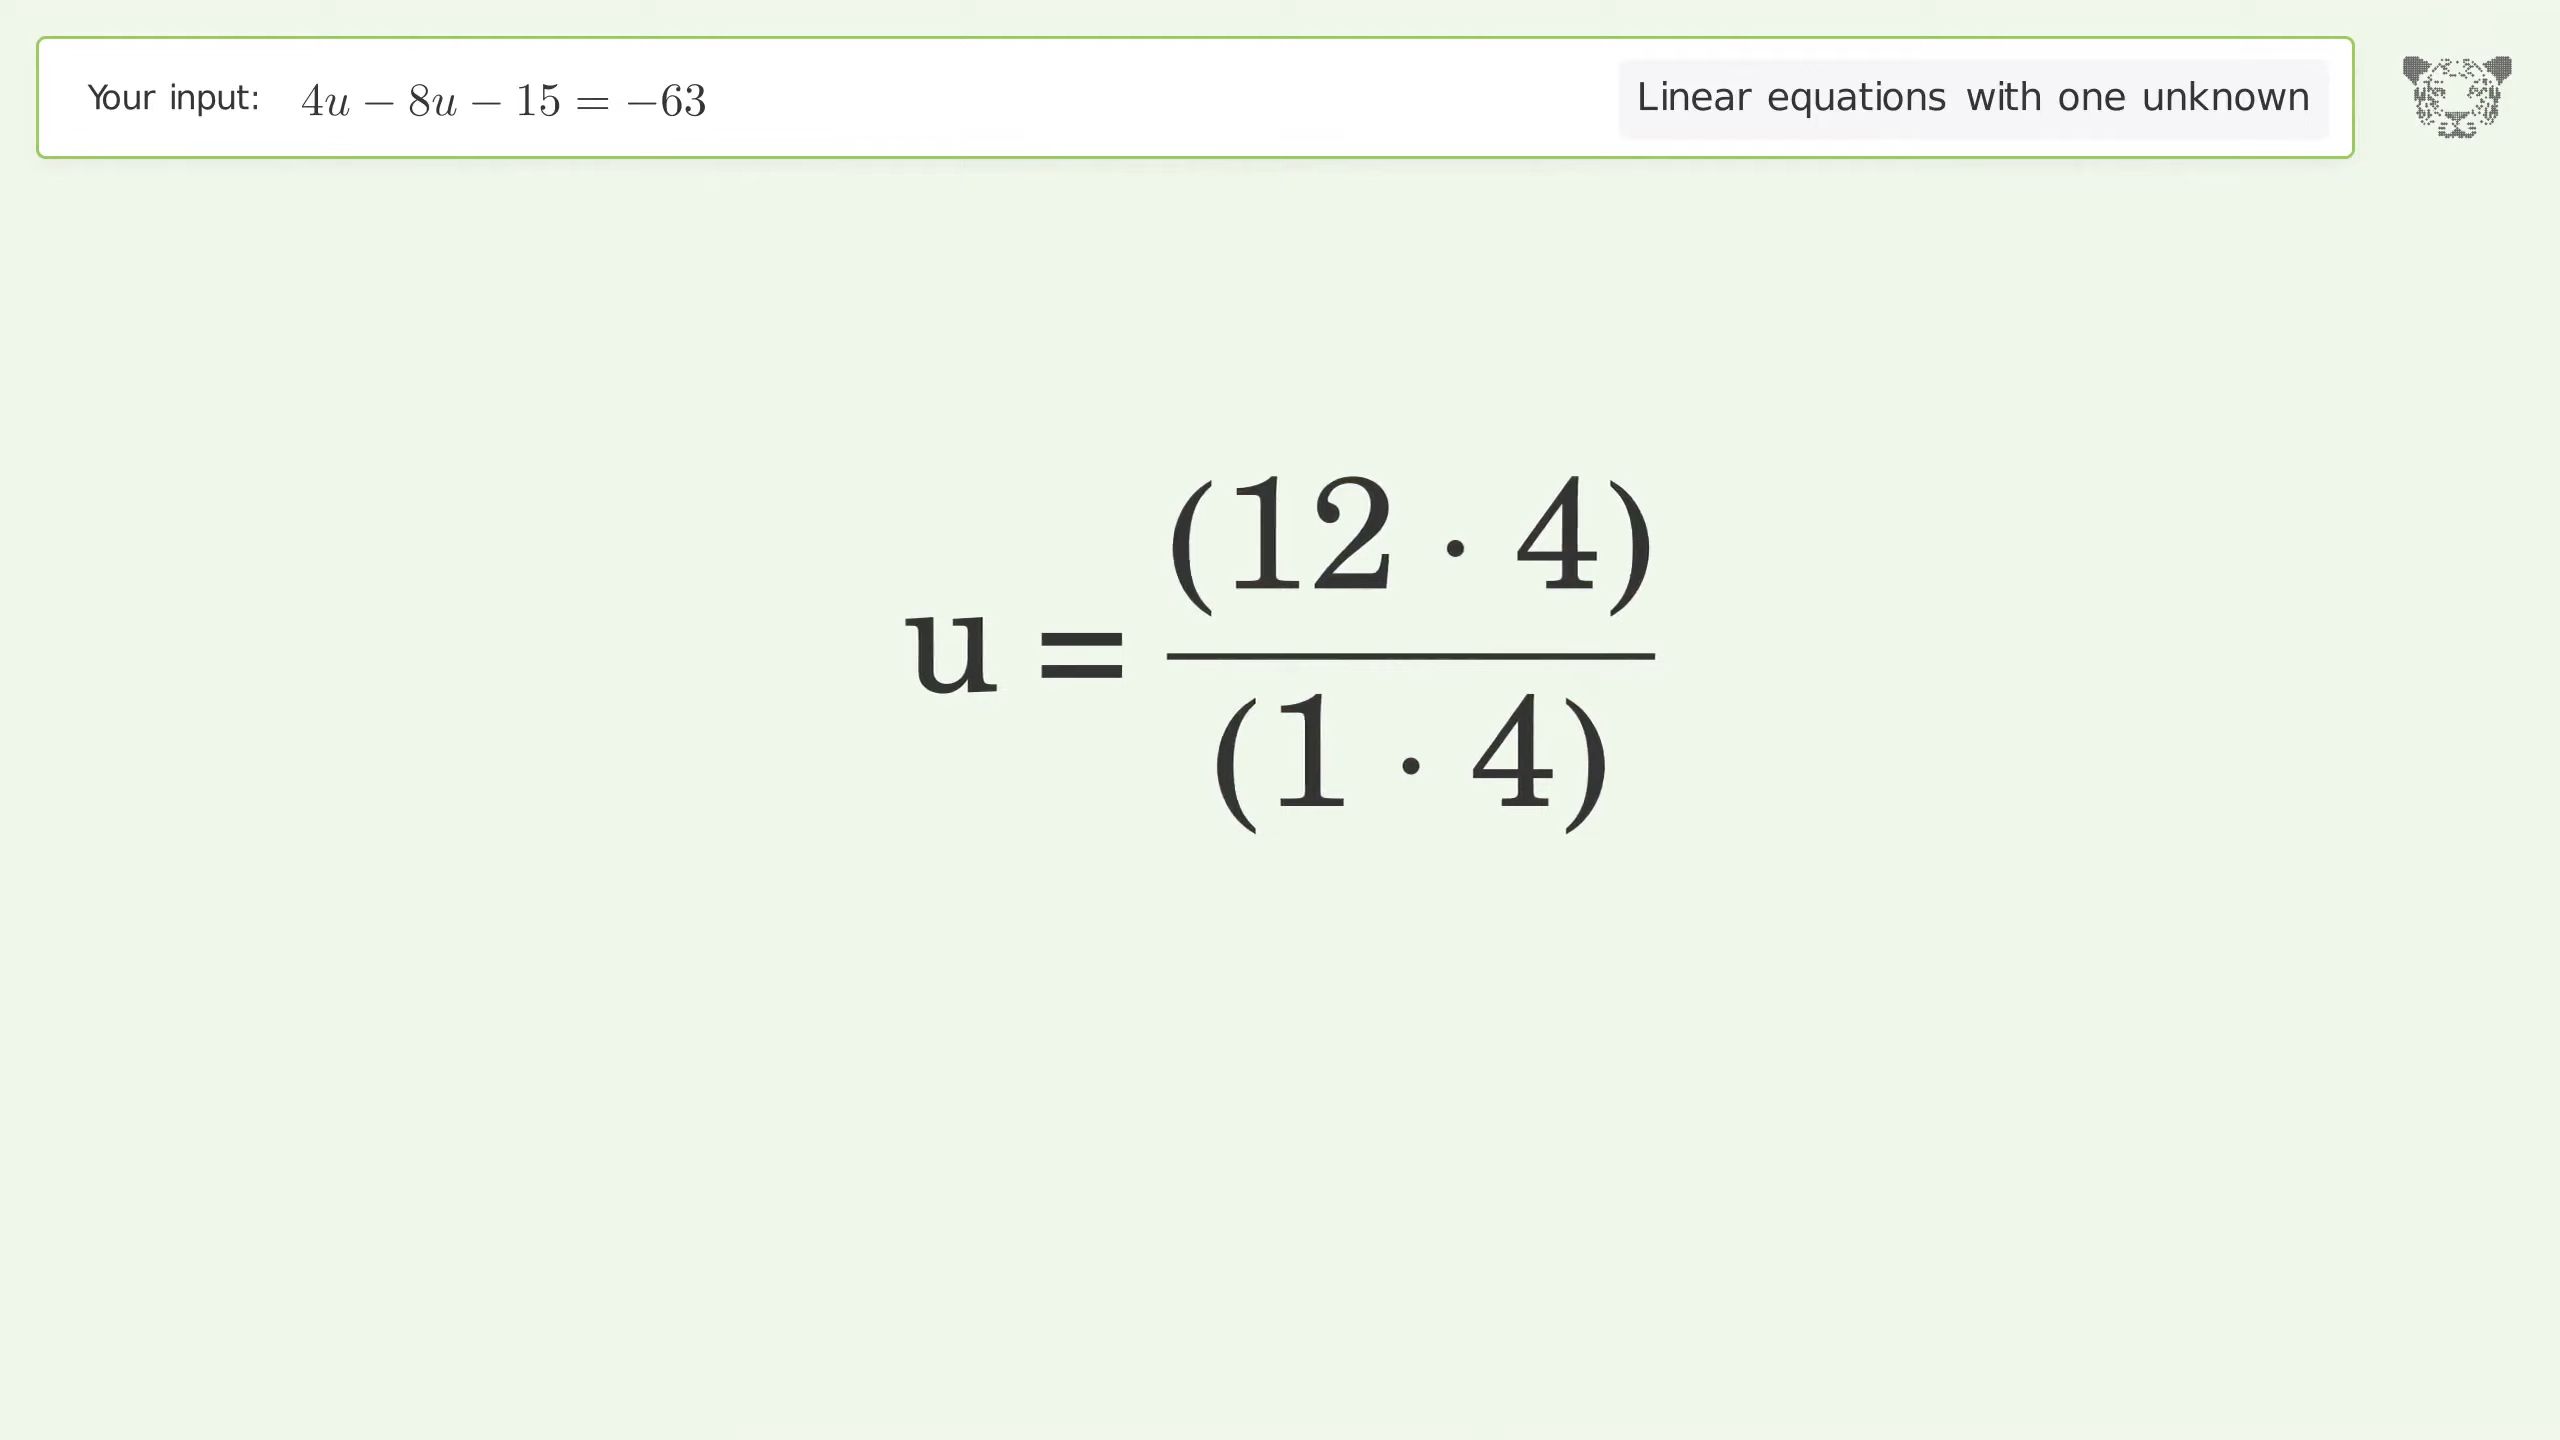 Your input: 4u − 8u − 15 = −63
Linear equations with one unknown
u = (12 · 4) / (1 · 4)